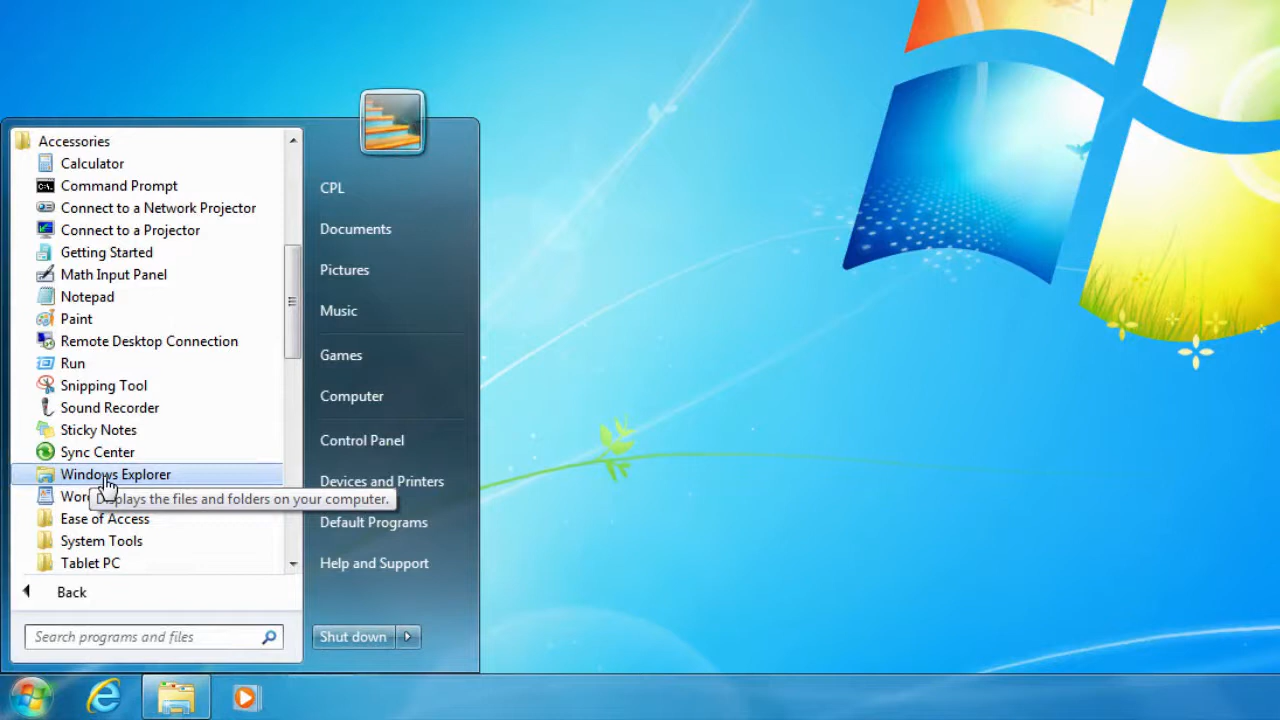 Accessories
Calculator
Command Prompt
Connect to a Network Projector
Connect to a Projector
Getting Started
Math Input Panel
Notepad
Paint
Remote Desktop Connection
Run
Snipping Tool
Sound Recorder
Sticky Notes
Sync Center
Windows Explorer
Displays the files and folders on your computer.
Ease of Access
System Tools
Tablet PC
Back
Search programs and files
CPL
Documents
Pictures
Music
Games
Computer
Control Panel
Devices and Printers
Default Programs
Help and Support
Shut down